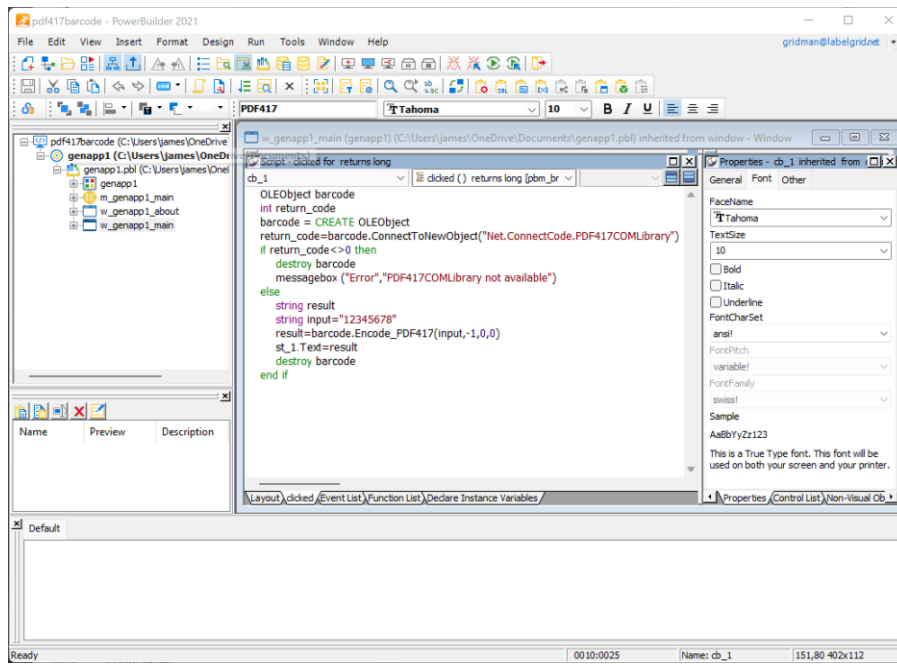 pdf417barcode - PowerBuilder 2021
File Edit View Insert Format Design Run Tools Window Help
gridman@labelgrid.net
PDF417 Tahoma 10 B I U
pdf417barcode (C:\Users\james\OneDrive
genapp1 (C:\Users\james\OneDrive\Documents)
genapp1.pbl (C:\Users\james\OneI
genapp1
m_genapp1_main
w_genapp1_about
w_genapp1_main
Name Preview Description
w_genapp1_main (genapp1) (C:\Users\james\OneDrive\Documents\genapp1.pbl) inherited from window - Window
Script - clicked for returns long
cb_1 clicked ( ) returns long [pbm_br
OLEObject barcode
int return_code
barcode = CREATE OLEObject
return_code=barcode.ConnectToNewObject("Net.ConnectCode.PDF417COMLibrary")
if return_code<>0 then
destroy barcode
messagebox ("Error","PDF417COMLibrary not available")
else
string result
string input="12345678"
result=barcode.Encode_PDF417(input,-1,0,0)
st_1.Text=result
destroy barcode
end if
Layout clicked Event List Function List Declare Instance Variables
Properties - cb_1 inherited from
General Font Other
FaceName
Tahoma
TextSize
10
Bold
Italic
Underline
FontCharSet
ansi!
FontPitch
variable!
FontFamily
swiss!
Sample
AaBbYyZz123
This is a True Type font. This font will be
used on both your screen and your printer.
Properties Control List Non-Visual Ob
Default
Ready 0010:0025 Name: cb_1 151,80 402x112